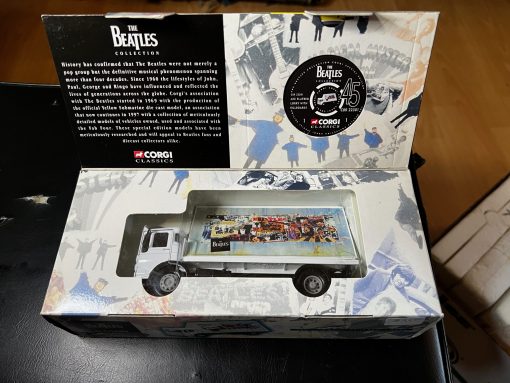 THE
BEATLES
COLLECTION
History has confirmed that The Beatles were not merely a
pop group but the definitive musical phenomenon spanning
more than four decades. Since 1960 the lifestyles of John,
Paul, George and Ringo have influenced and reflected the
lives of generations across the globe. Corgi's association
with The Beatles started in 1969 with the production of
the official Yellow Submarine die cast model, an association
that now continues in 1997 with a collection of meticulously
detailed models of vehicles owned, used and associated with
the Fab Four. These special edition models have been
meticulously researched and will appeal to Beatles fans and
diecast collectors alike.
CORGI
CLASSICS
THE
BEATLES
COLLECTION
45
CORGI
CLASSICS
THE
BEATLES